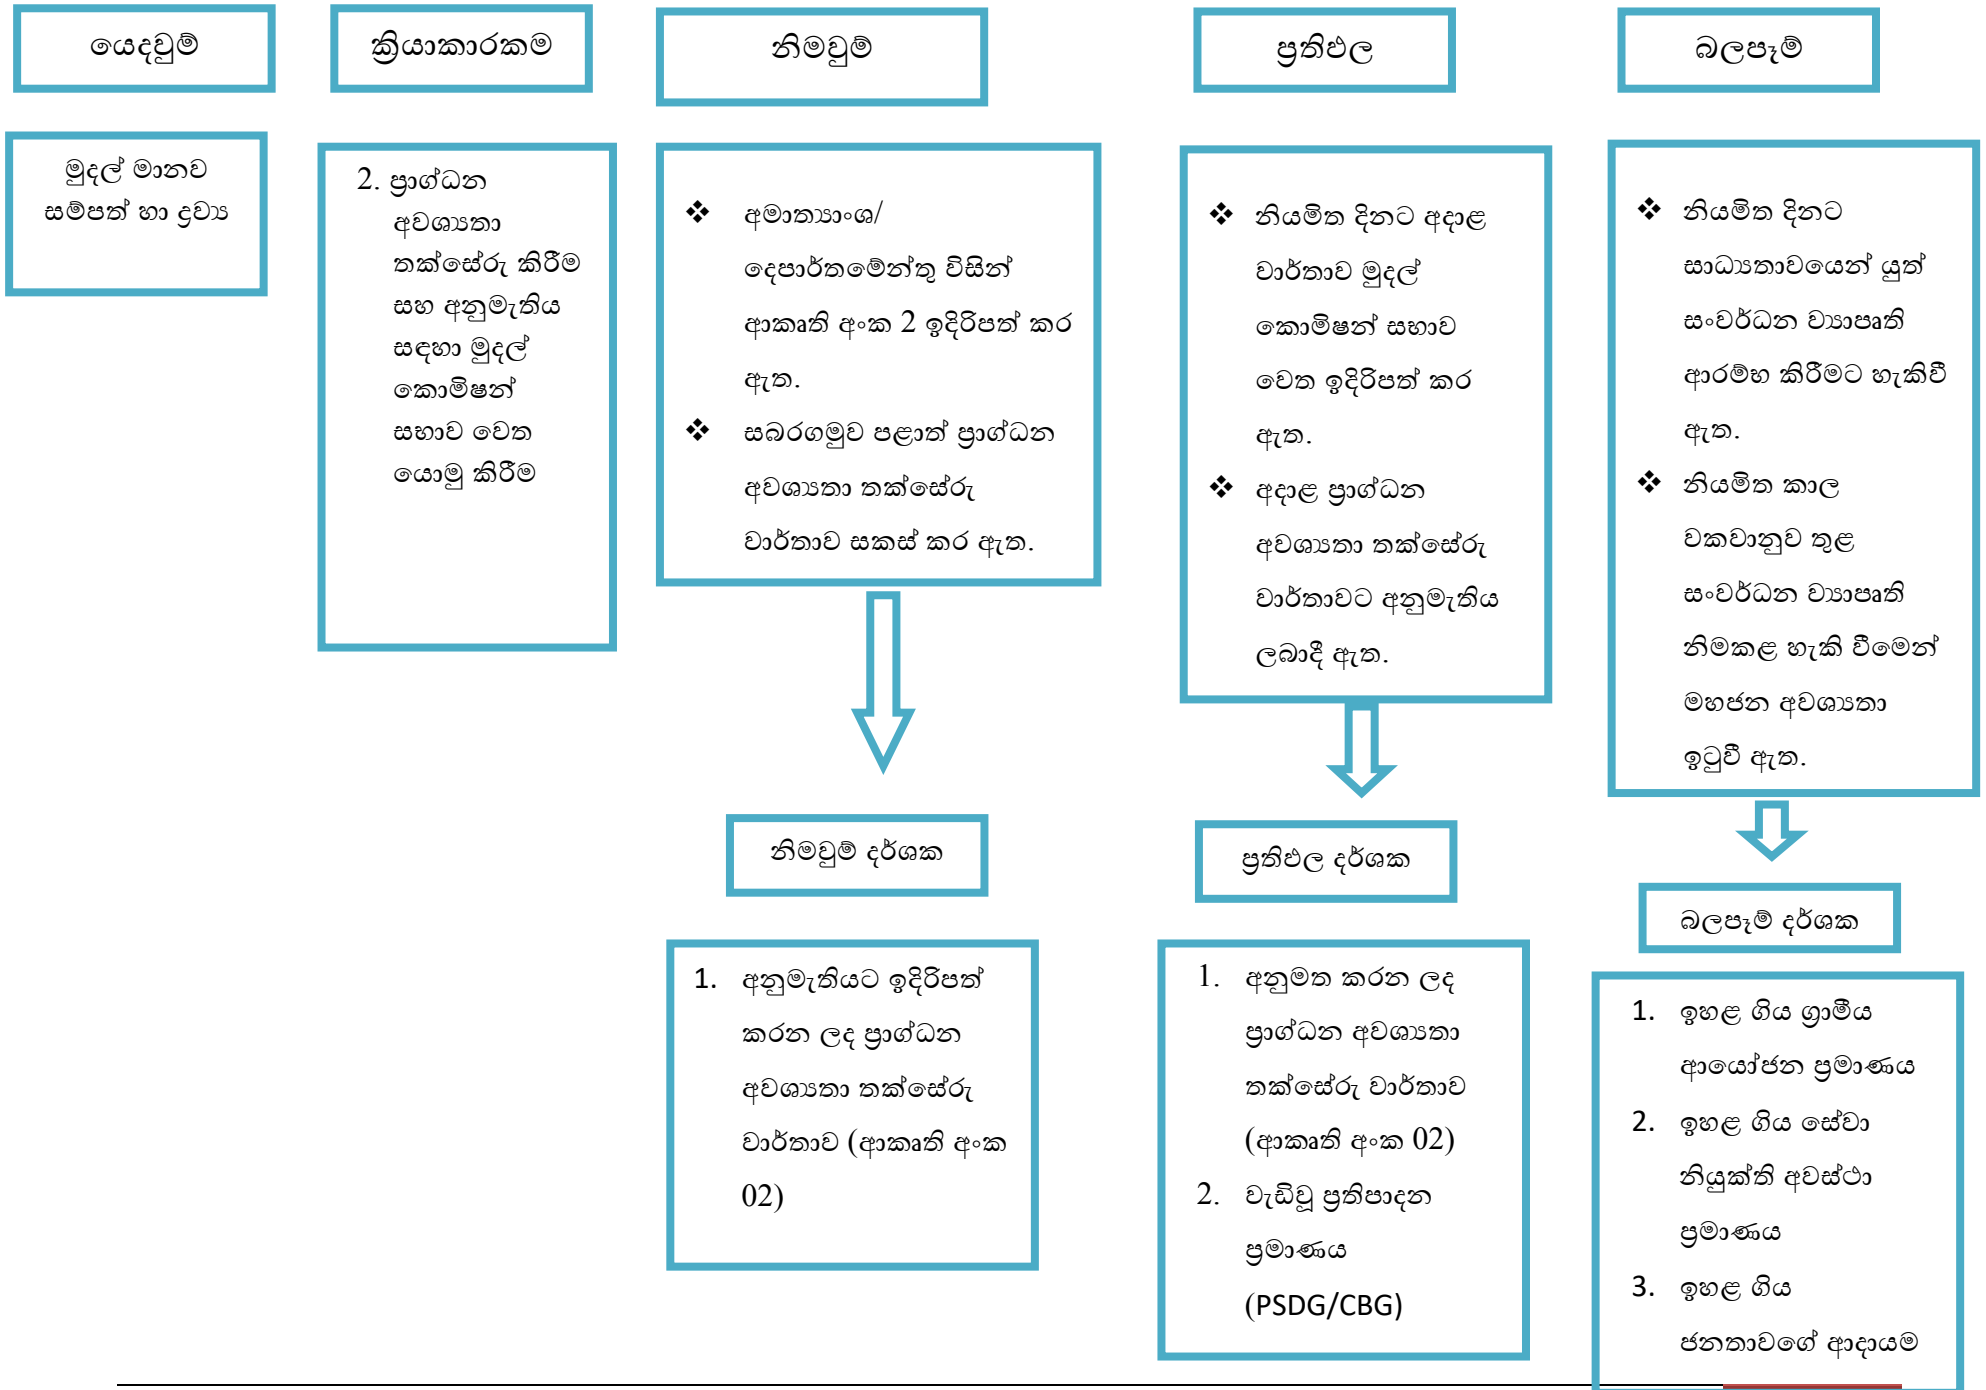 යෙදවුම්
ක්‍රියාකාරකම
නිමවුම්
ප්‍රතිඵල
බලපෑම්
මුදල් මානව
සම්පත් හා ද්‍රව්‍ය
2. ප්‍රාග්ධන
අවශ්‍යතා
තක්සේරු කිරීම
සහ අනුමැතිය
සඳහා මුදල්
කොමිෂන්
සභාව වෙත
යොමු කිරීම
❖ අමාත්‍යාංශ/
දෙපාර්තමේන්තු විසින්
ආකෘති අංක 2 ඉදිරිපත් කර
ඇත.
❖ සබරගමුව පළාත් ප්‍රාග්ධන
අවශ්‍යතා තක්සේරු
වාර්තාව සකස් කර ඇත.
❖ නියමිත දිනට අදාළ
වාර්තාව මුදල්
කොමිෂන් සභාව
වෙත ඉදිරිපත් කර
ඇත.
❖ අදාළ ප්‍රාග්ධන
අවශ්‍යතා තක්සේරු
වාර්තාවට අනුමැතිය
ලබාදී ඇත.
❖ නියමිත දිනට
සාධ්‍යතාවයෙන් යුත්
සංවර්ධන ව්‍යාපෘති
ආරම්භ කිරීමට හැකිවී
ඇත.
❖ නියමිත කාල
වකවානුව තුළ
සංවර්ධන ව්‍යාපෘති
නිමකළ හැකි වීමෙන්
මහජන අවශ්‍යතා
ඉටුවී ඇත.
නිමවුම් දර්ශක
ප්‍රතිඵල දර්ශක
බලපෑම් දර්ශක
1. අනුමැතියට ඉදිරිපත්
කරන ලද ප්‍රාග්ධන
අවශ්‍යතා තක්සේරු
වාර්තාව (ආකෘති අංක
02)
1. අනුමත කරන ලද
ප්‍රාග්ධන අවශ්‍යතා
තක්සේරු වාර්තාව
(ආකෘති අංක 02)
2. වැඩිවූ ප්‍රතිපාදන
ප්‍රමාණය
(PSDG/CBG)
1. ඉහළ ගිය ග්‍රාමීය
ආයෝජන ප්‍රමාණය
2. ඉහළ ගිය සේවා
නියුක්ති අවස්ථා
ප්‍රමාණය
3. ඉහළ ගිය
ජනතාවගේ ආදායම